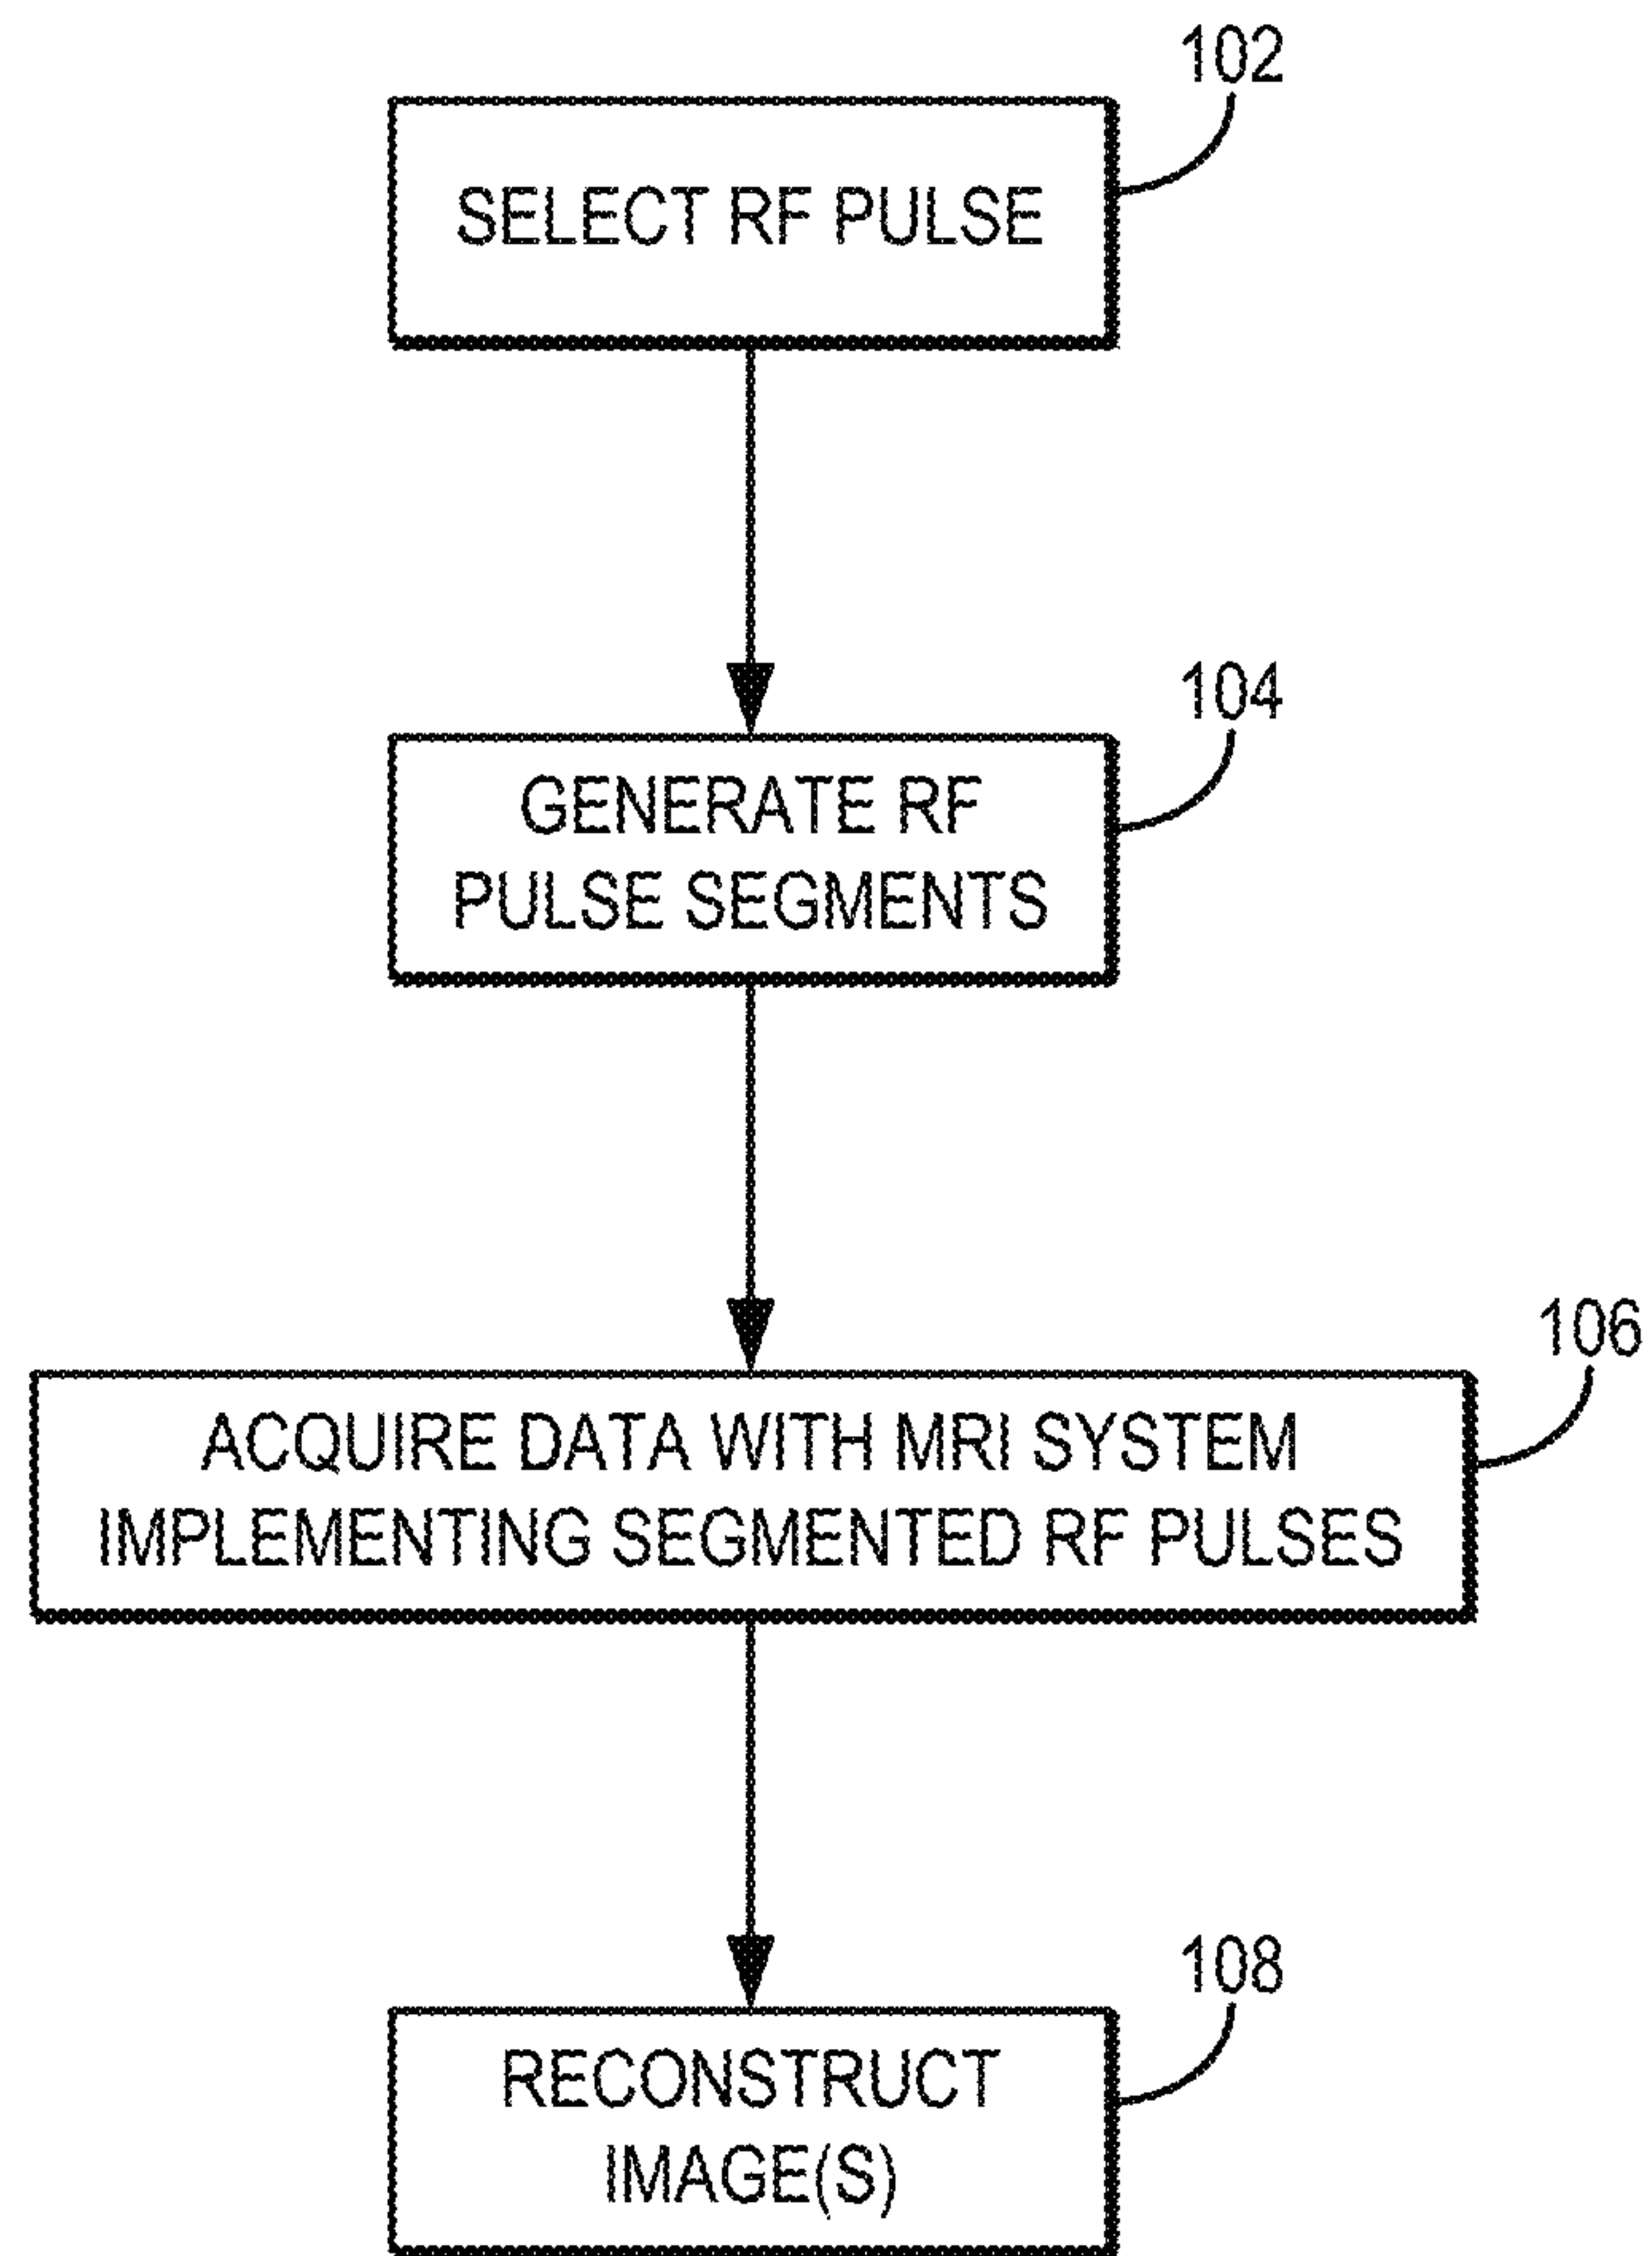 102
SELECT RF PULSE
104
GENERATE RF
PULSE SEGMENTS
106
ACQUIRE DATA WITH MRI SYSTEM
IMPLEMENTING SEGMENTED RF PULSES
108
RECONSTRUCT
IMAGE(S)